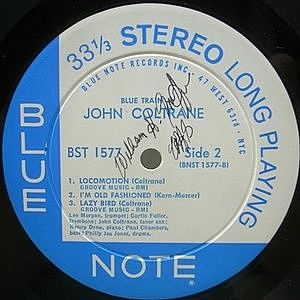 33 1/3 STEREO LONG PLAYING
BLUE NOTE RECORDS INC. · 47 WEST 63rd · NYC
BLUE TRAIN
JOHN COLTRANE
BST 1577
Side 2
(BNST 1577-B)
1. LOCOMOTION (Coltrane)
GROOVE MUSIC - BMI
2. I'M OLD FASHIONED (Kern-Mercer)
3. LAZY BIRD (Coltrane)
GROOVE MUSIC - BMI
Lee Morgan, trumpet; Curtis Fuller,
trombone; John Coltrane, tenor sax;
Kenny Drew, piano; Paul Chambers,
bass; Philly Joe Jones, drums.
BLUE
NOTE